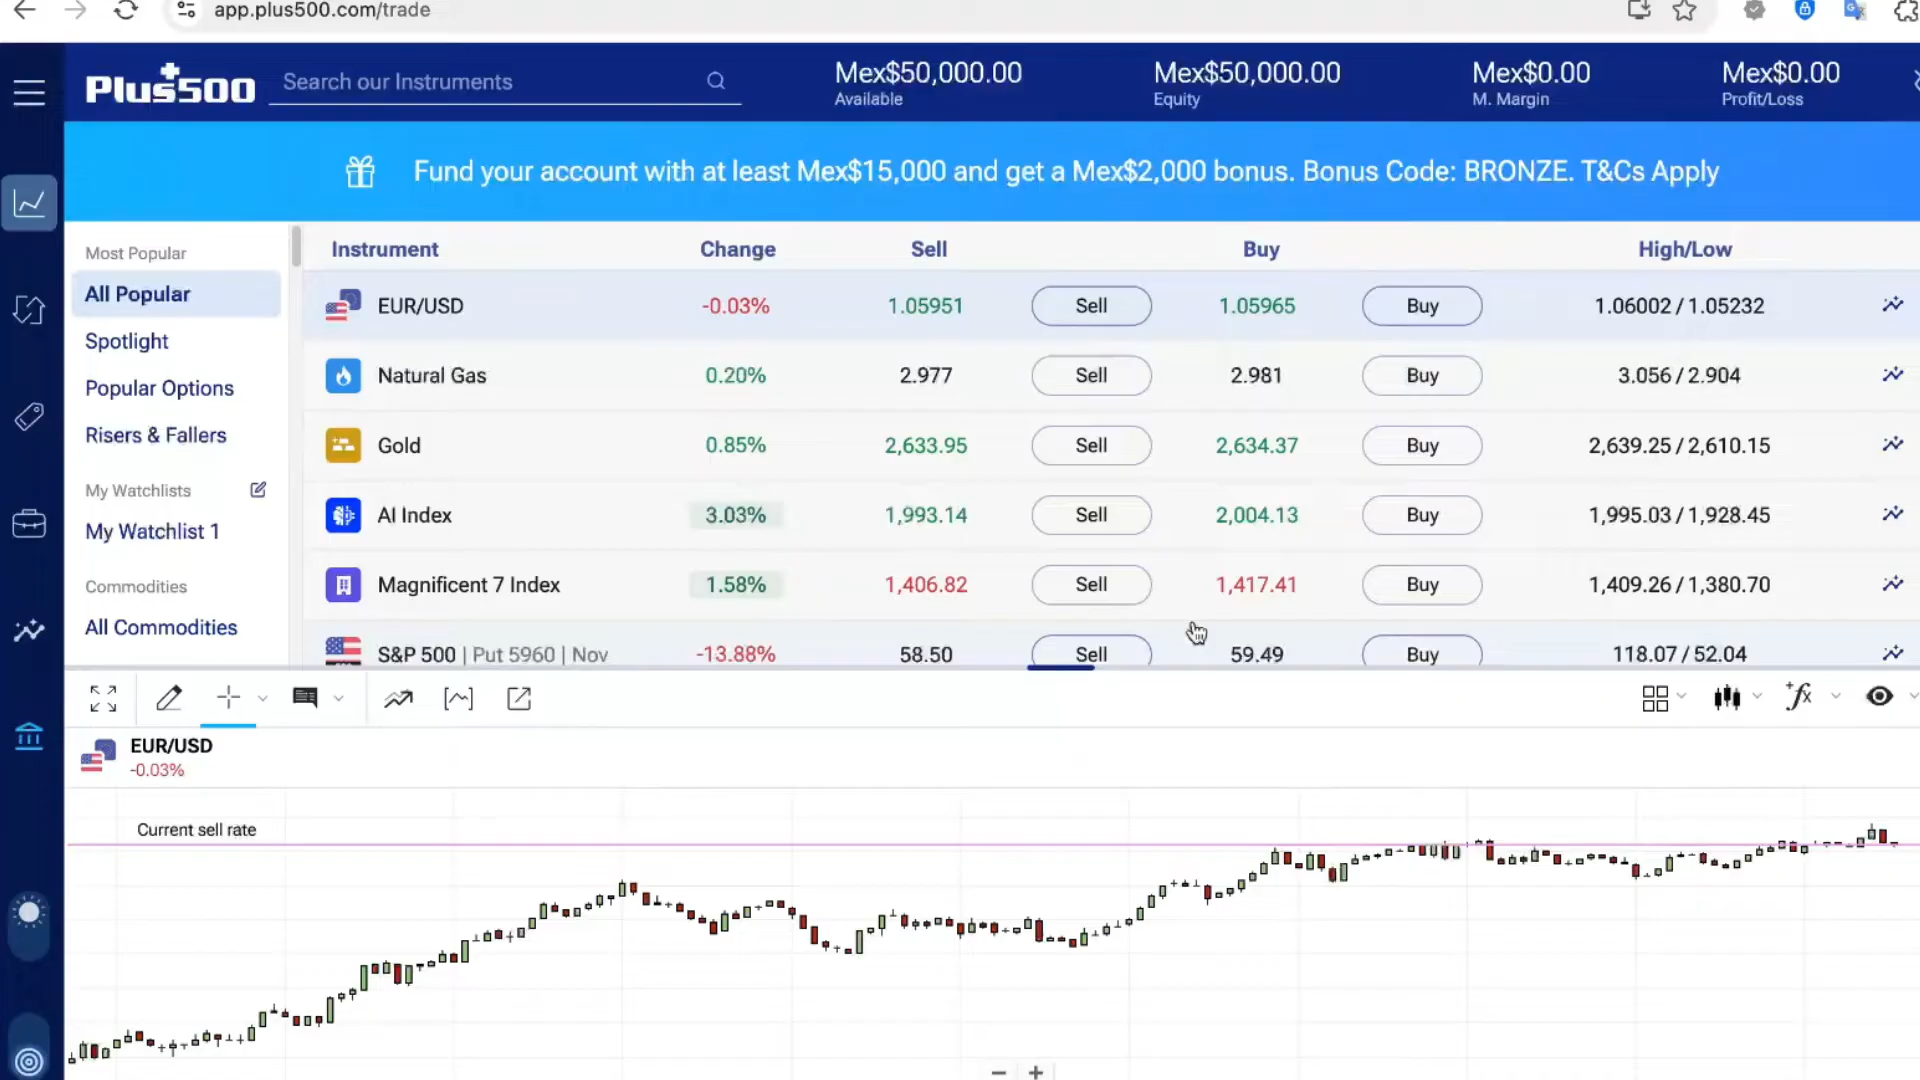 app.plus500.com/trade
Plus500
Search our Instruments
Mex$50,000.00
Available
Mex$50,000.00
Equity
Mex$0.00
M. Margin
Mex$0.00
Profit/Loss
Fund your account with at least Mex$15,000 and get a Mex$2,000 bonus. Bonus Code: BRONZE. T&Cs Apply
Most Popular
All Popular
Spotlight
Popular Options
Risers & Fallers
My Watchlists
My Watchlist 1
Commodities
All Commodities
Instrument Change Sell Buy High/Low
EUR/USD -0.03% 1.05951 Sell 1.05965 Buy 1.06002 / 1.05232
Natural Gas 0.20% 2.977 Sell 2.981 Buy 3.056 / 2.904
Gold 0.85% 2,633.95 Sell 2,634.37 Buy 2,639.25 / 2,610.15
AI Index 3.03% 1,993.14 Sell 2,004.13 Buy 1,995.03 / 1,928.45
Magnificent 7 Index 1.58% 1,406.82 Sell 1,417.41 Buy 1,409.26 / 1,380.70
S&P 500 | Put 5960 | Nov -13.88% 58.50 Sell 59.49 Buy 118.07 / 52.04
EUR/USD
-0.03%
Current sell rate